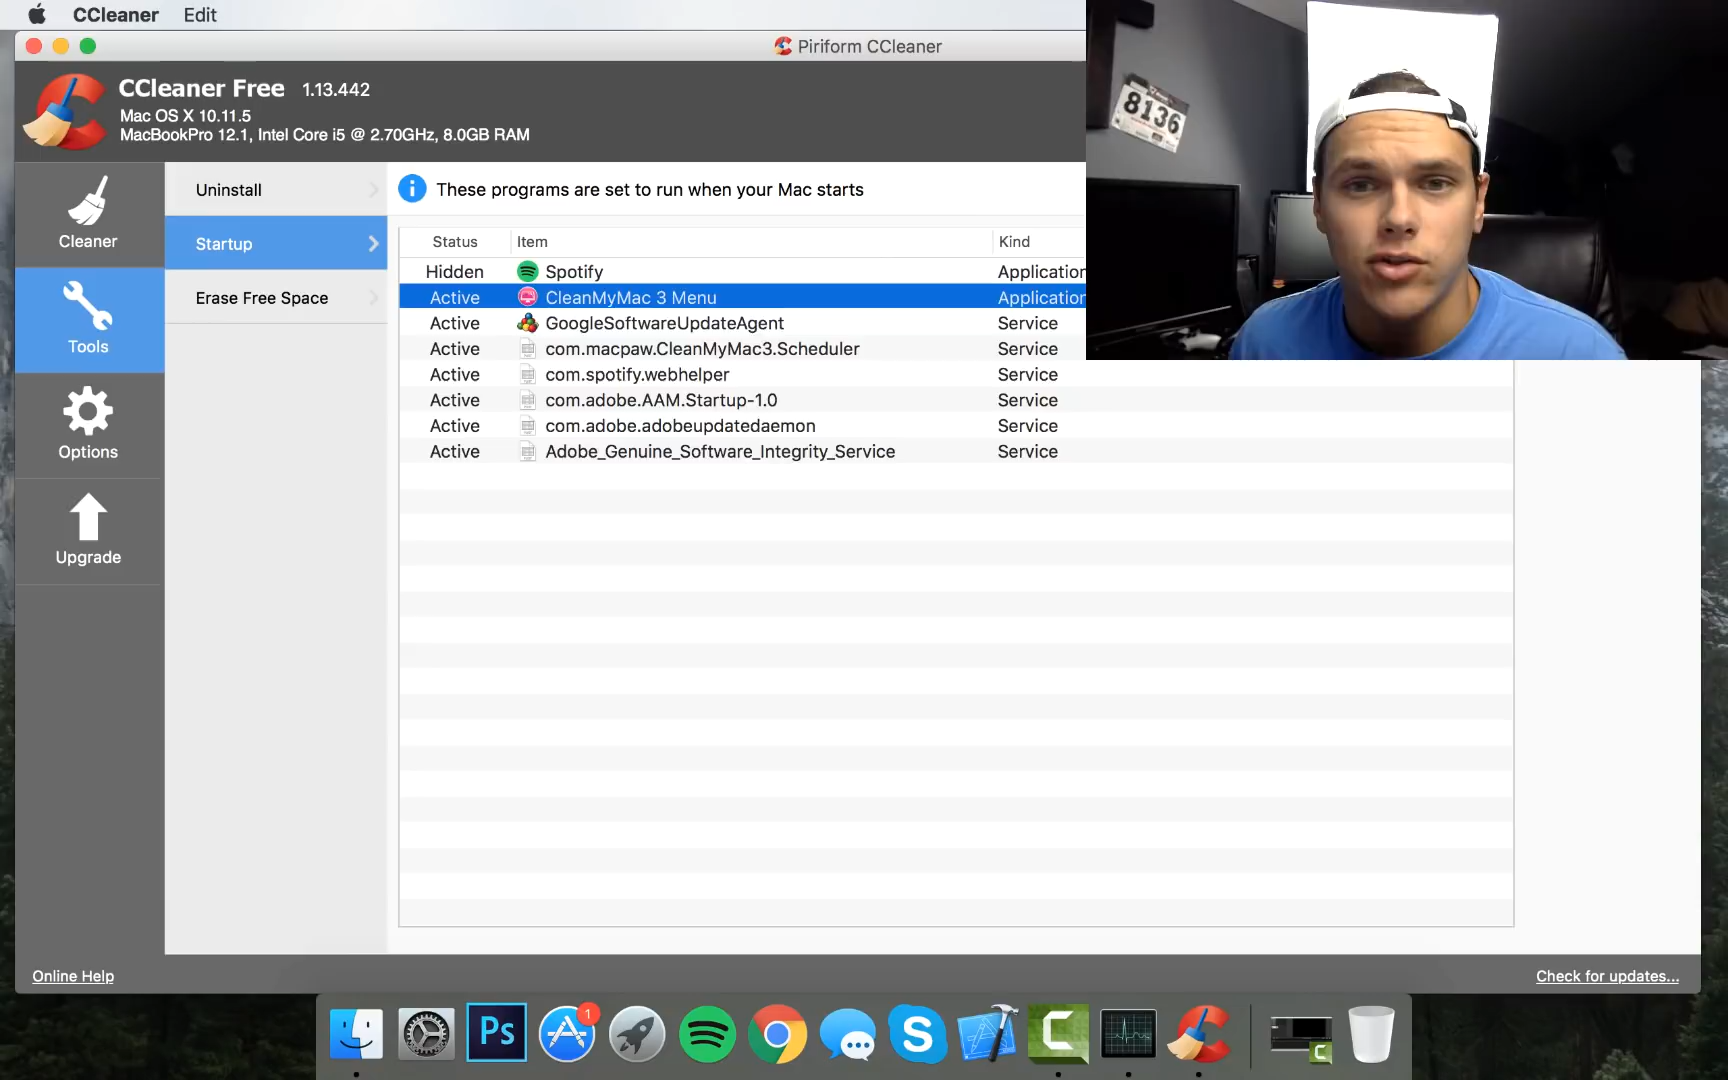 CCleaner Edit
Piriform CCleaner
CCleaner Free 1.13.442
Mac OS X 10.11.5
MacBookPro 12.1, Intel Core i5 @ 2.70GHz, 8.0GB RAM
8136
Cleaner
Tools
Options
Upgrade
Uninstall
Startup
Erase Free Space
These programs are set to run when your Mac starts
Status Item Kind
Hidden Spotify Application
Active CleanMyMac 3 Menu Application
Active GoogleSoftwareUpdateAgent Service
Active com.macpaw.CleanMyMac3.Scheduler Service
Active com.spotify.webhelper Service
Active com.adobe.AAM.Startup-1.0 Service
Active com.adobe.adobeupdatedaemon Service
Active Adobe_Genuine_Software_Integrity_Service Service
Online Help
Check for updates...
Ps
1
S
C